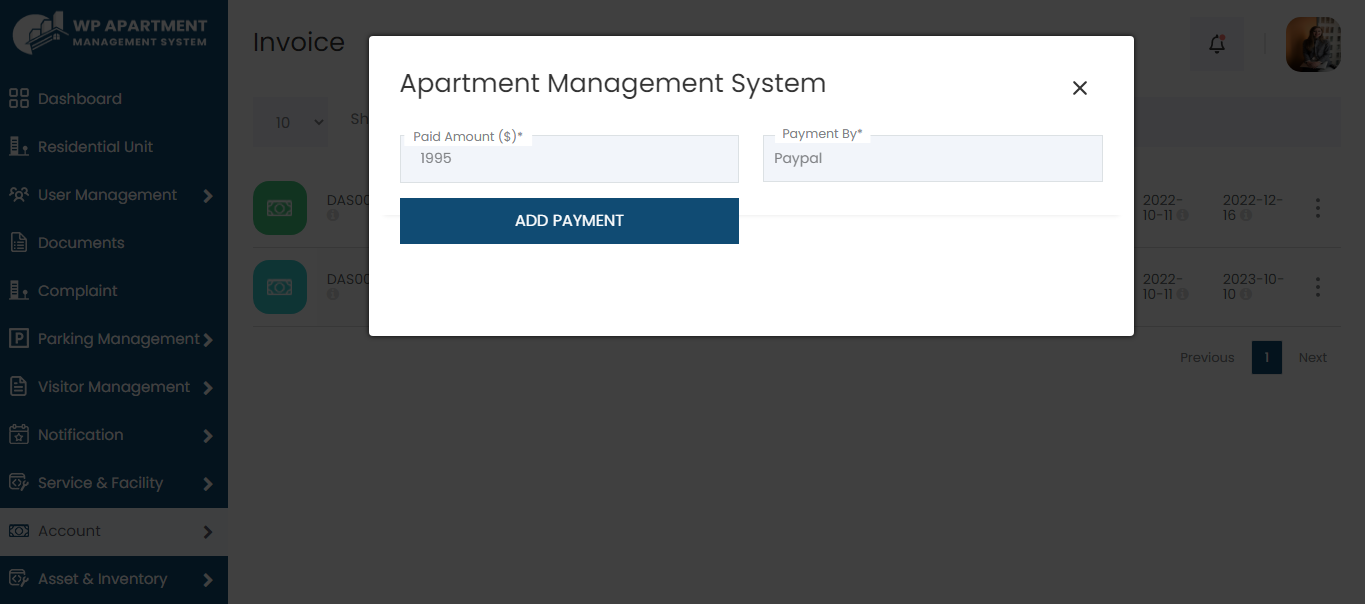 WP APARTMENT
MANAGEMENT SYSTEM
Dashboard
Residential Unit
User Management
Documents
Complaint
Parking Management
Visitor Management
Notification
Service & Facility
Account
Asset & Inventory
Invoice
10
Sh
Apartment Management System
Paid Amount ($)*
1995
Payment By*
Paypal
ADD PAYMENT
DAS00
2022-
10-11
2022-12-
16
DAS00
2022-
10-11
2023-10-
10
Previous
1
Next